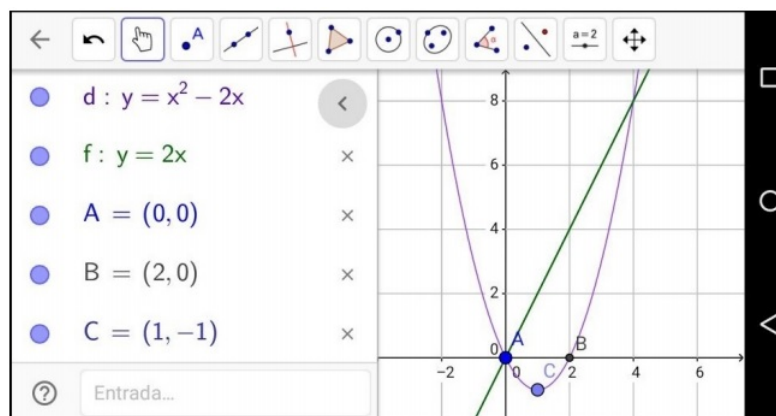 A
α
a = 2
d : y = x² − 2x
f : y = 2x
A = (0, 0)
B = (2, 0)
C = (1, −1)
Entrada...
8
6
4
2
0
A
B
C
−2
0
2
4
6